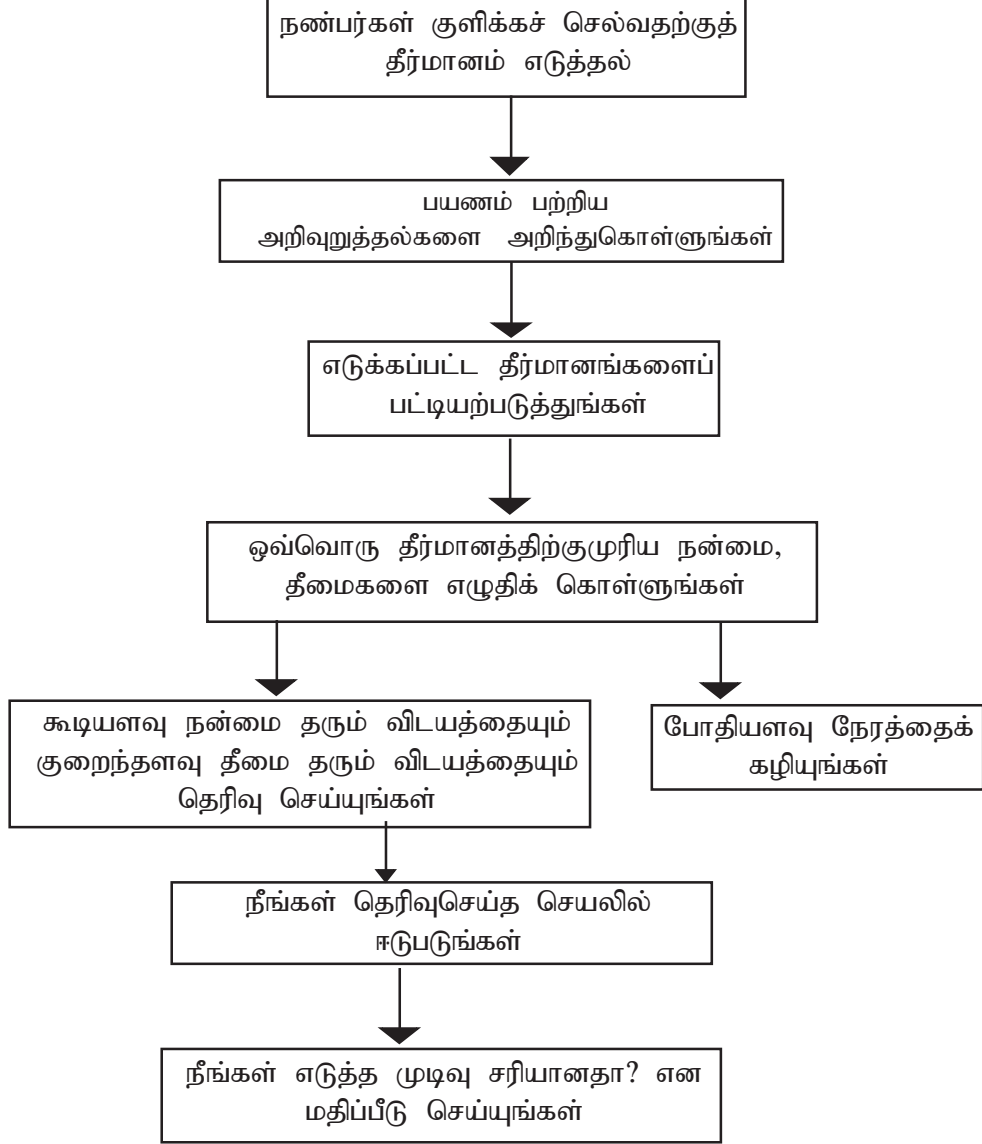 நண்பர்கள் குளிக்கச் செல்வதற்குத்
தீர்மானம் எடுத்தல்
பயணம் பற்றிய
அறிவுறுத்தல்களை அறிந்துகொள்ளுங்கள்
எடுக்கப்பட்ட தீர்மானங்களைப்
பட்டியற்படுத்துங்கள்
ஒவ்வொரு தீர்மானத்திற்குமுரிய நன்மை,
தீமைகளை எழுதிக் கொள்ளுங்கள்
கூடியளவு நன்மை தரும் விடயத்தையும்
குறைந்தளவு தீமை தரும் விடயத்தையும்
தெரிவு செய்யுங்கள்
போதியளவு நேரத்தைக்
கழியுங்கள்
நீங்கள் தெரிவுசெய்த செயலில்
ஈடுபடுங்கள்
நீங்கள் எடுத்த முடிவு சரியானதா? என
மதிப்பீடு செய்யுங்கள்